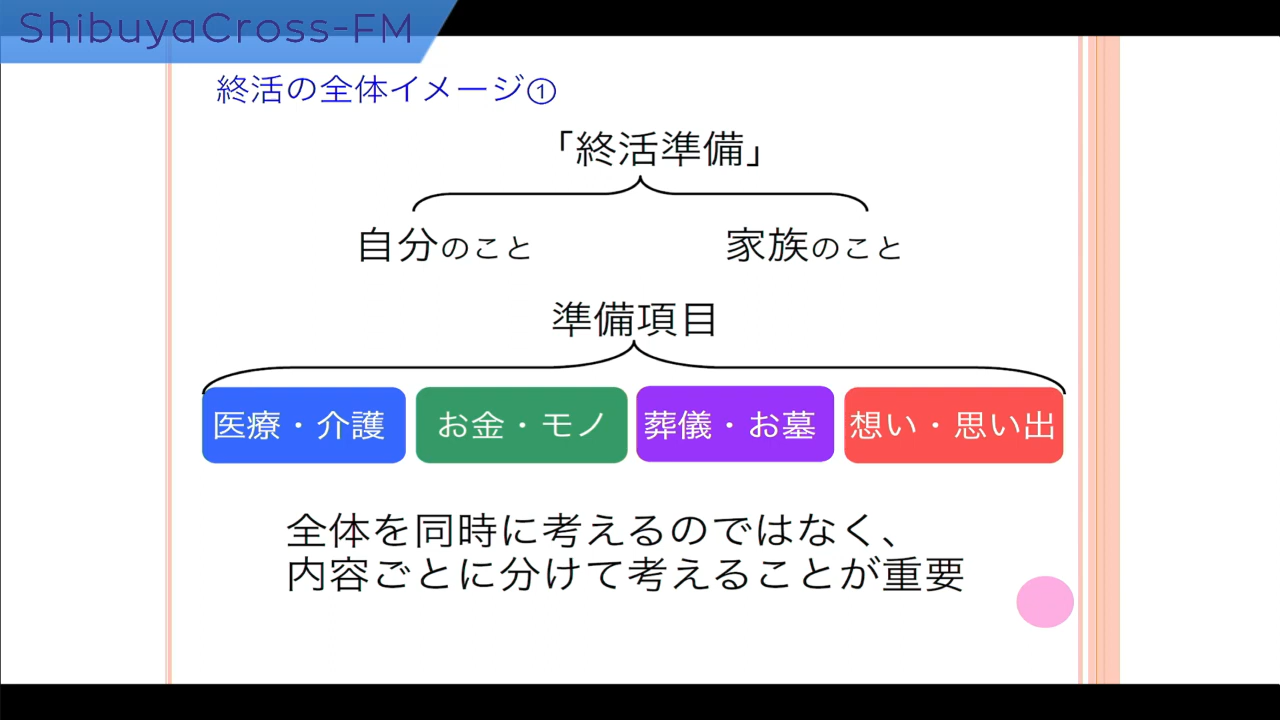 ShibuyaCross-FM
終活の全体イメージ①
「終活準備」
自分のこと 家族のこと
準備項目
医療・介護 お金・モノ 葬儀・お墓 想い・思い出
全体を同時に考えるのではなく、
内容ごとに分けて考えることが重要